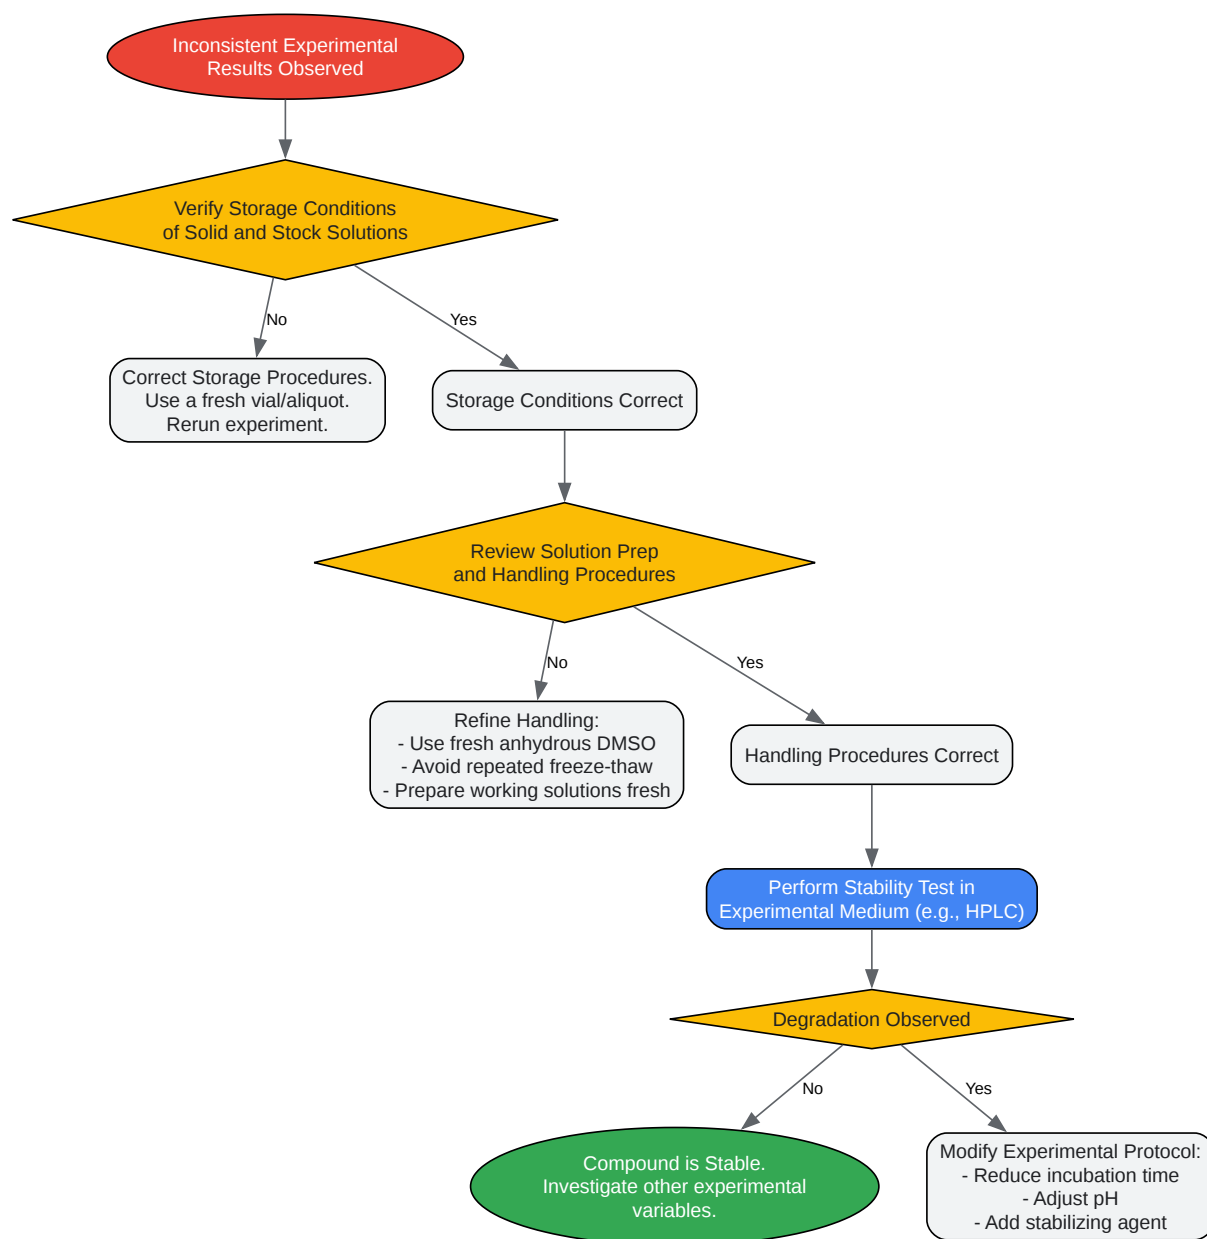 Inconsistent Experimental
Results Observed
Verify Storage Conditions
of Solid and Stock Solutions
No
Yes
Correct Storage Procedures.
Use a fresh vial/aliquot.
Rerun experiment.
Storage Conditions Correct
Review Solution Prep
and Handling Procedures
No
Yes
Refine Handling:
- Use fresh anhydrous DMSO
- Avoid repeated freeze-thaw
- Prepare working solutions fresh
Handling Procedures Correct
Perform Stability Test in
Experimental Medium (e.g., HPLC)
Degradation Observed
No
Yes
Compound is Stable.
Investigate other experimental
variables.
Modify Experimental Protocol:
- Reduce incubation time
- Adjust pH
- Add stabilizing agent